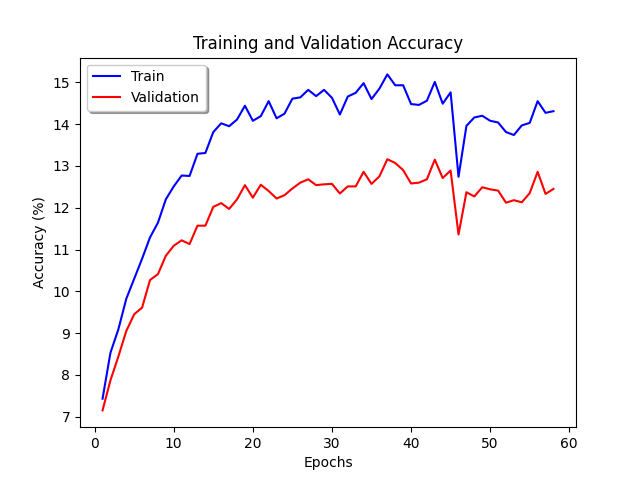 Training and Validation Accuracy
Train
Validation
15
14
13
12
11
10
9
8
7
Accuracy (%)
0 10 20 30 40 50 60
Epochs